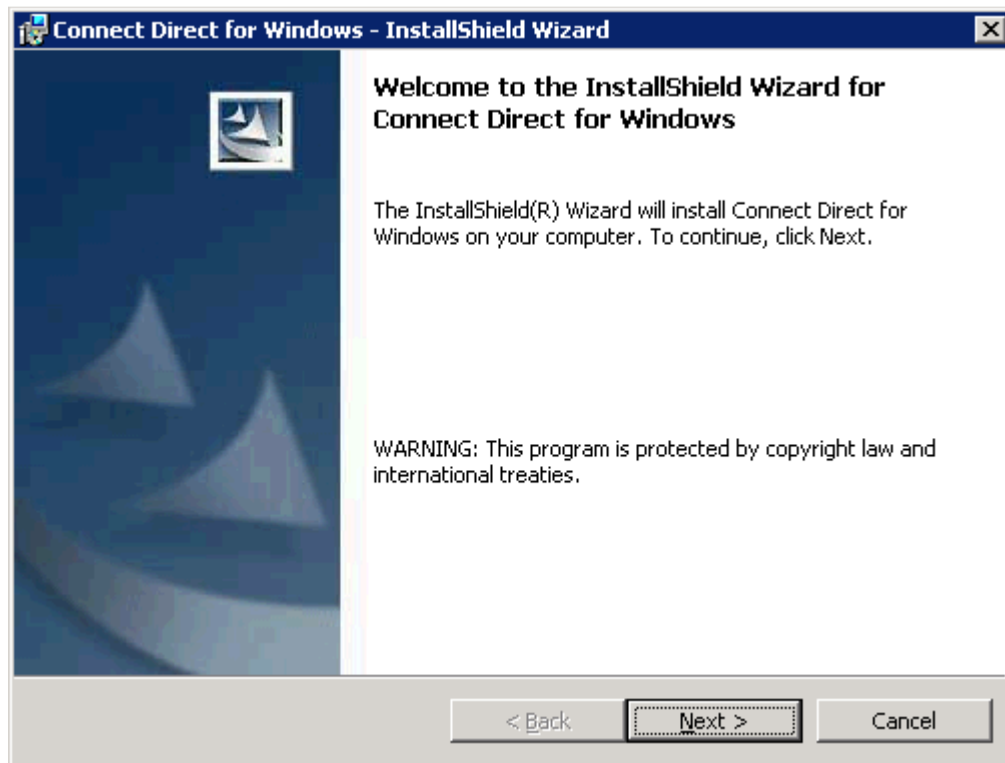 Connect Direct for Windows - InstallShield Wizard
Welcome to the InstallShield Wizard for
Connect Direct for Windows
The InstallShield(R) Wizard will install Connect Direct for
Windows on your computer. To continue, click Next.
WARNING: This program is protected by copyright law and
international treaties.
< Back
Next >
Cancel